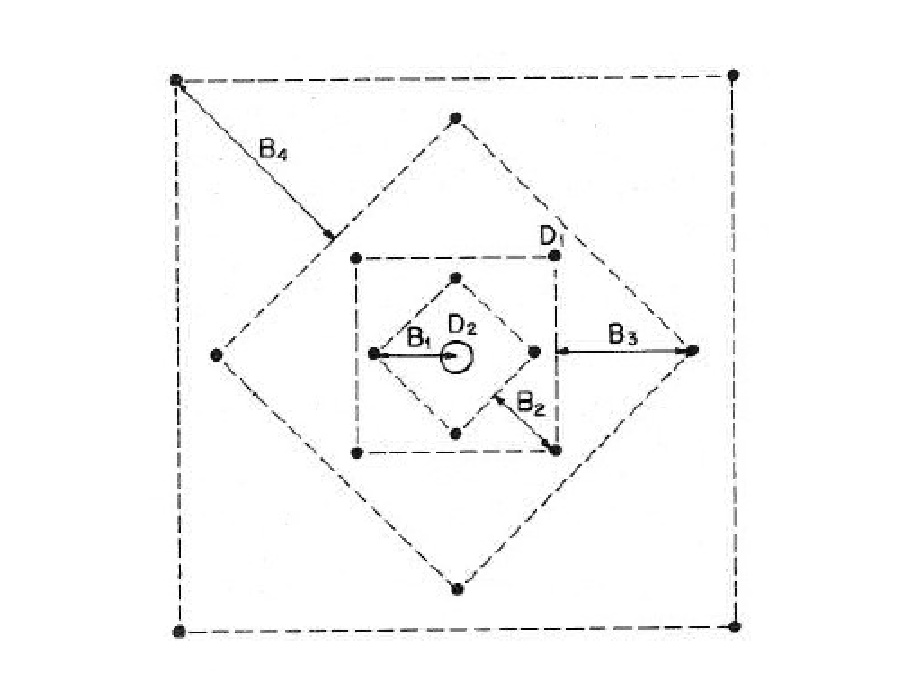 B₄
D₁
D₂
B₁
B₃
B₂